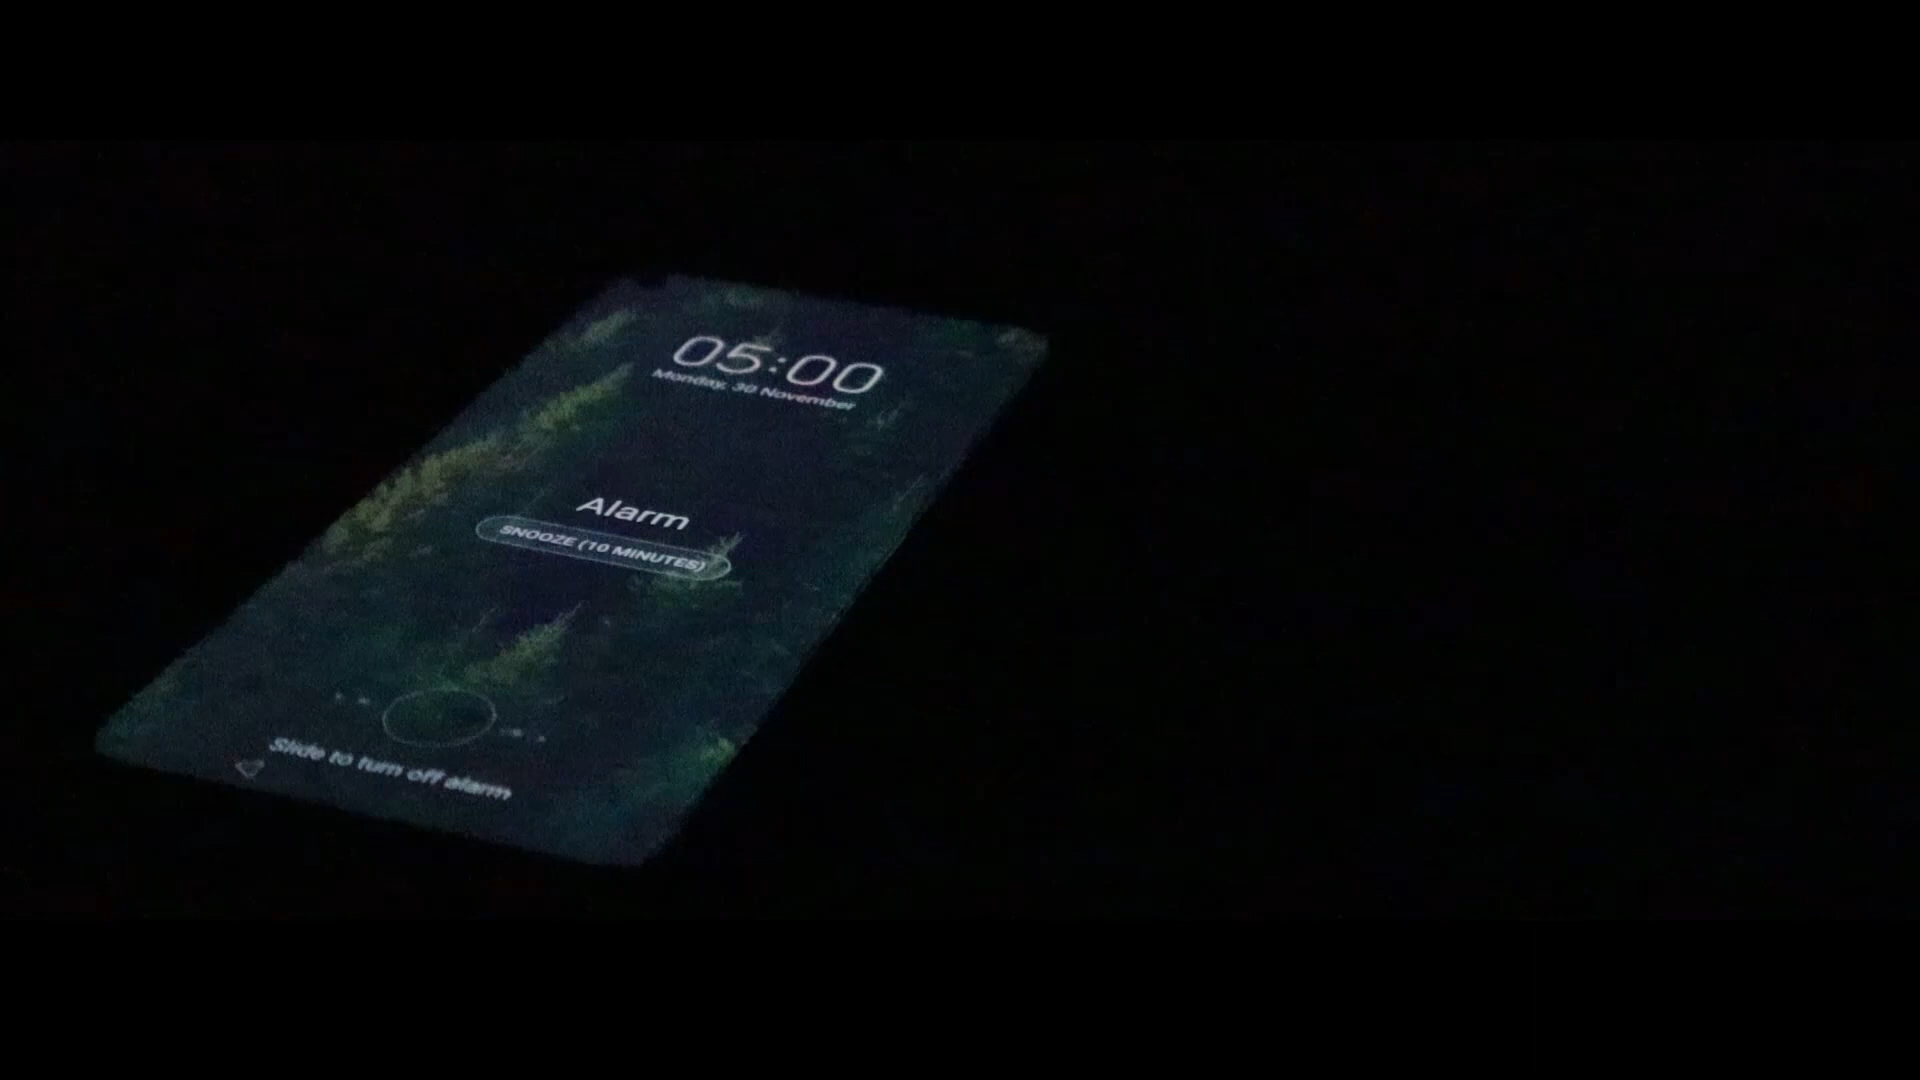 05:00
Monday, 30 November
Alarm
SNOOZE (10 MINUTES)
Slide to turn off alarm